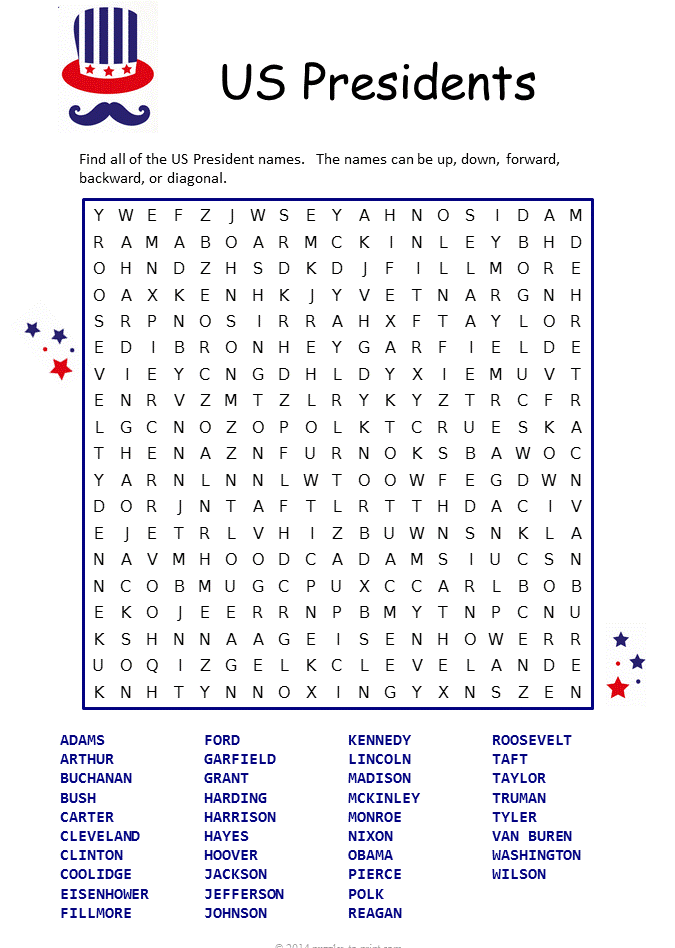 US Presidents
Find all of the US President names. The names can be up, down, forward,
backward, or diagonal.
Y W E F Z J W S E Y A H N O S I D A M
R A M A B O A R M C K I N L E Y B H D
O H N D Z H S D K D J F I L L M O R E
O A X K E N H K J Y V E T N A R G N H
S R P N O S I R R A H X F T A Y L O R
E D I B R O N H E Y G A R F I E L D E
V I E Y C N G D H L D Y X I E M U V T
E N R V Z M T Z L R Y K Y Z T R C F R
L G C N O Z O P O L K T C R U E S K A
T H E N A Z N F U R N O K S B A W O C
Y A R N L N N L W T O O W F E G D W N
D O R J N T A F T L R T T H D A C I V
E J E T R L V H I Z B U W N S N K L A
N A V M H O O D C A D A M S I U C S N
N C O B M U G C P U X C C A R L B O B
E K O J E E R R N P B M Y T N P C N U
K S H N N A A G E I S E N H O W E R R
U O Q I Z G E L K C L E V E L A N D E
K N H T Y N N O X I N G Y X N S Z E N
ADAMS FORD KENNEDY ROOSEVELT
ARTHUR GARFIELD LINCOLN TAFT
BUCHANAN GRANT MADISON TAYLOR
BUSH HARDING MCKINLEY TRUMAN
CARTER HARRISON MONROE TYLER
CLEVELAND HAYES NIXON VAN BUREN
CLINTON HOOVER OBAMA WASHINGTON
COOLIDGE JACKSON PIERCE WILSON
EISENHOWER JEFFERSON POLK
FILLMORE JOHNSON REAGAN